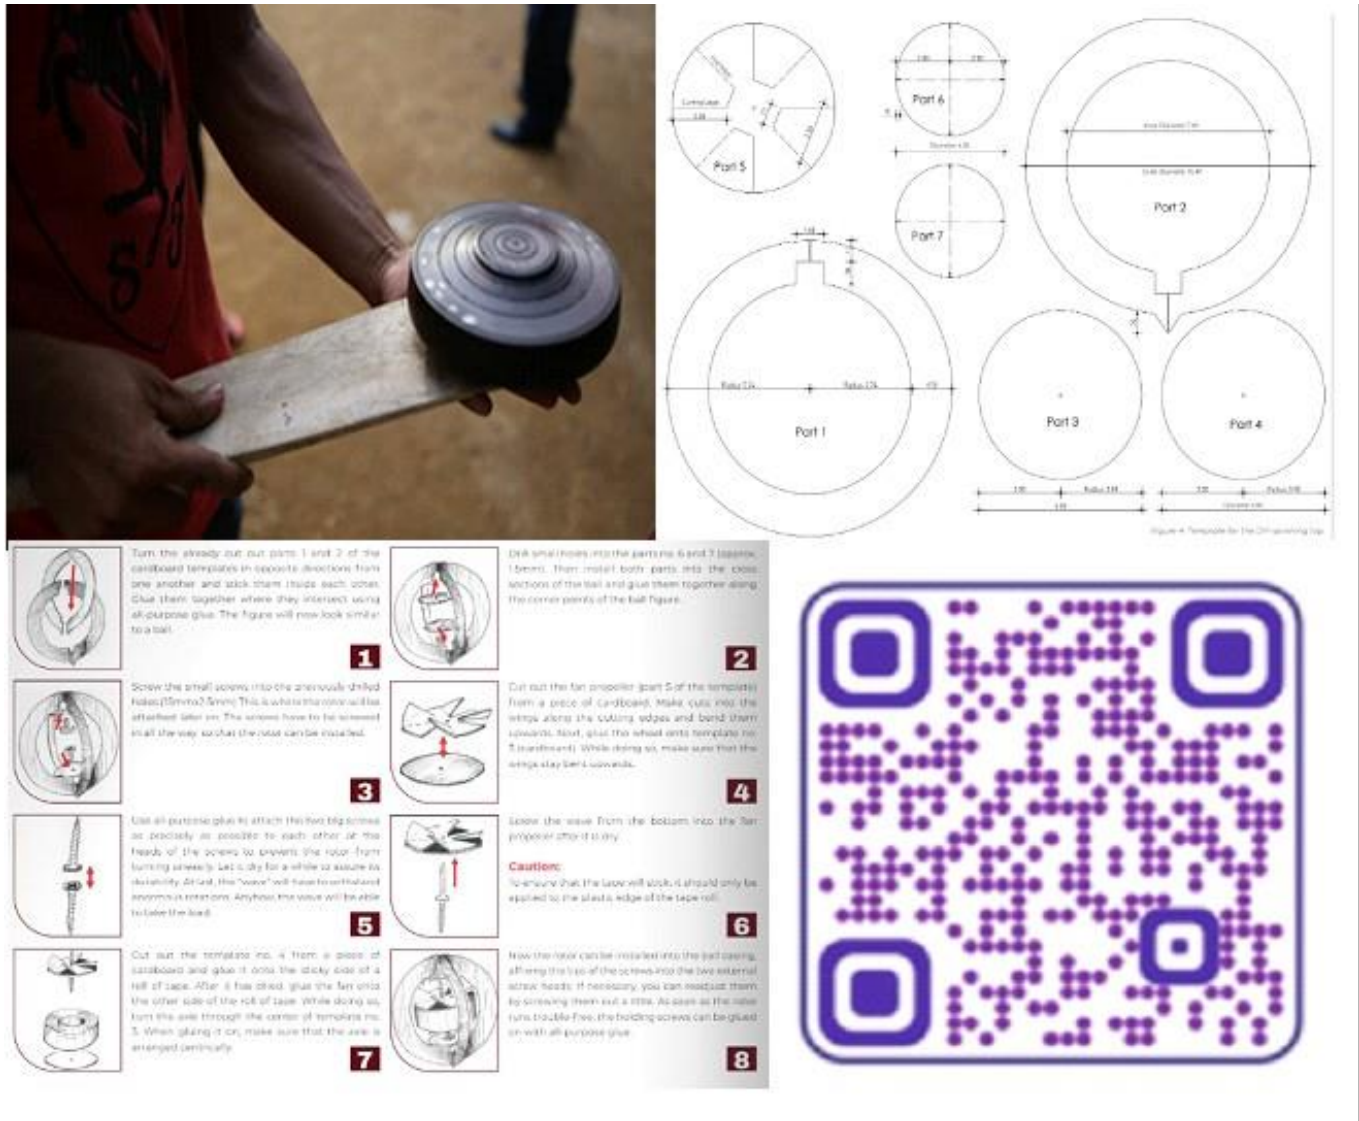 Part 5
Part 6
Part 7
Part 2
Part 1
Part 3
Part 4
Turn the already cut out parts 1 and 2 of the
cardboard templates in opposite directions from
one another and stick them inside each other.
Glue them together where they intersect using
all-purpose glue. The figure will now look similar
to a ball.
1
Drill small holes into the parts no. 6 and 7 (approx.
1.5mm). Then install both parts into the cross
sections of the ball and glue them together along
the corner points of the ball figure.
2
Screw the small screws into the previously drilled
holes (15mmx2.5mm). This is where the rotor will be
attached later on. The screws have to be screwed
in all the way, so that the rotor can be installed.
3
Cut out the fan propeller (part 5 of the template)
from a piece of cardboard. Make cuts into the
wings along the cutting edges and bend them
upwards. Next, glue the wheel onto template no.
3 (cardboard). While doing so, make sure that the
wings stay bent upwards.
4
Use all-purpose glue to attach the two big screws
as precisely as possible to each other at the
heads of the screws to prevent the rotor from
turning unevenly. Let it dry for a while to assure its
durability. At last, the "wave" will have to withstand
enormous rotations. Anyhow, the wave will be able
to take the load.
5
Screw the wave from the bottom into the fan
propeller after it is dry.
Caution:
To ensure that the tape will stick, it should only be
applied to the plastic edge of the tape roll.
6
Cut out the template no. 4 from a piece of
cardboard and glue it onto the sticky side of a
roll of tape. After it has dried, glue the fan onto
the other side of the roll of tape. While doing so,
turn the axle through the center of template no.
3. When gluing it on, make sure that the axle is
arranged centrically.
7
Now the rotor can be installed into the ball casing,
affixing the tips of the screws into the two external
screw heads. If necessary, you can readjust them
by screwing them out a little. As soon as the rotor
runs trouble-free, the holding screws can be glued
on with all-purpose glue.
8